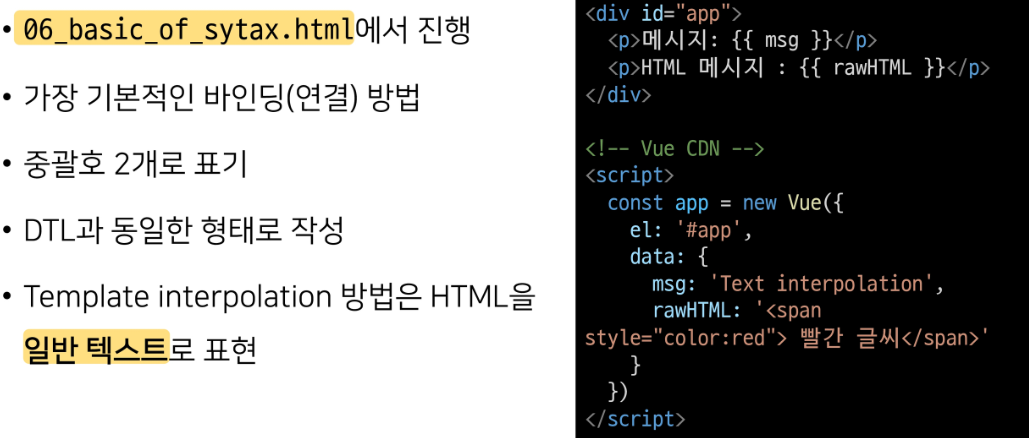 • 06_basic_of_sytax.html에서 진행
• 가장 기본적인 바인딩(연결) 방법
• 중괄호 2개로 표기
• DTL과 동일한 형태로 작성
• Template interpolation 방법은 HTML을
일반 텍스트로 표현
<div id="app">
  <p>메시지: {{ msg }}</p>
  <p>HTML 메시지 : {{ rawHTML }}</p>
</div>

<!-- Vue CDN -->
<script>
  const app = new Vue({
    el: '#app',
    data: {
      msg: 'Text interpolation',
      rawHTML: '<span
style="color:red"> 빨간 글씨</span>'
    }
  })
</script>